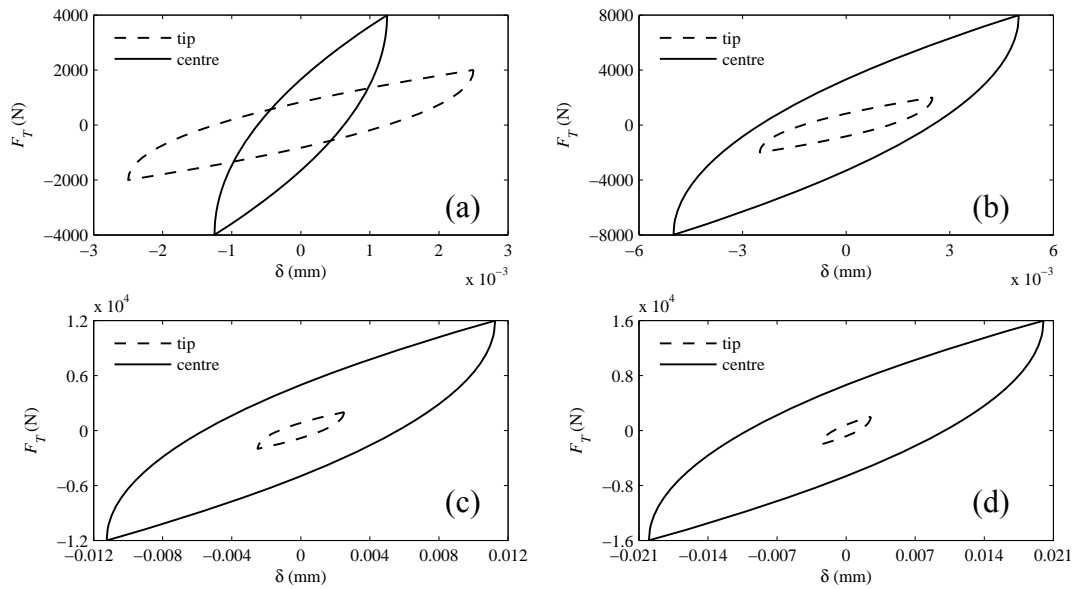 4000
tip
centre
2000
0
−2000
−4000
F_T (N)
(a)
−3 −2 −1 0 1 2 3
δ (mm)
x 10⁻³
8000
tip
centre
4000
0
−4000
−8000
F_T (N)
(b)
−6 −3 0 3 6
δ (mm)
x 10⁻³
x 10⁴
1.2
tip
centre
0.6
0
−0.6
−1.2
F_T (N)
(c)
−0.012 −0.008 −0.004 0 0.004 0.008 0.012
δ (mm)
x 10⁴
1.6
tip
centre
0.8
0
−0.8
−1.6
F_T (N)
(d)
−0.021 −0.014 −0.007 0 0.007 0.014 0.021
δ (mm)